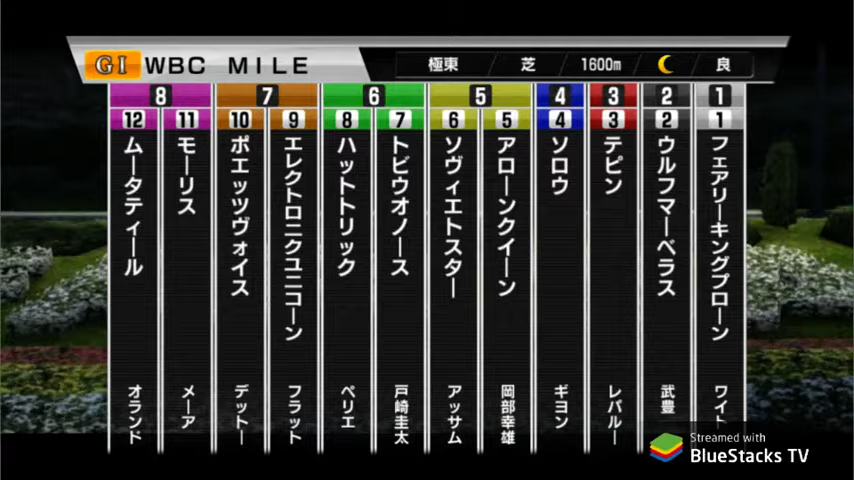 GI WBC MILE
極東 / 芝 / 1600m / / 良
8 7 6 5 4 3 2 1
12 11 10 9 8 7 6 5 4 3 2 1
フェアリーキングプローン
ウルフマーペラス
テピン
ソロウ
アローンクイーン
ソヴィエトスター
トビウオノース
ハットトリック
エレクトロニクユニコーン
ポエッツヴォイス
モーリス
ムータティール
ワイト
武豊
レパルー
ギヨン
岡部幸雄
アッサム
戸崎圭太
ペリエ
フラット
デットー
メーア
オランド
Streamed with
BlueStacks TV